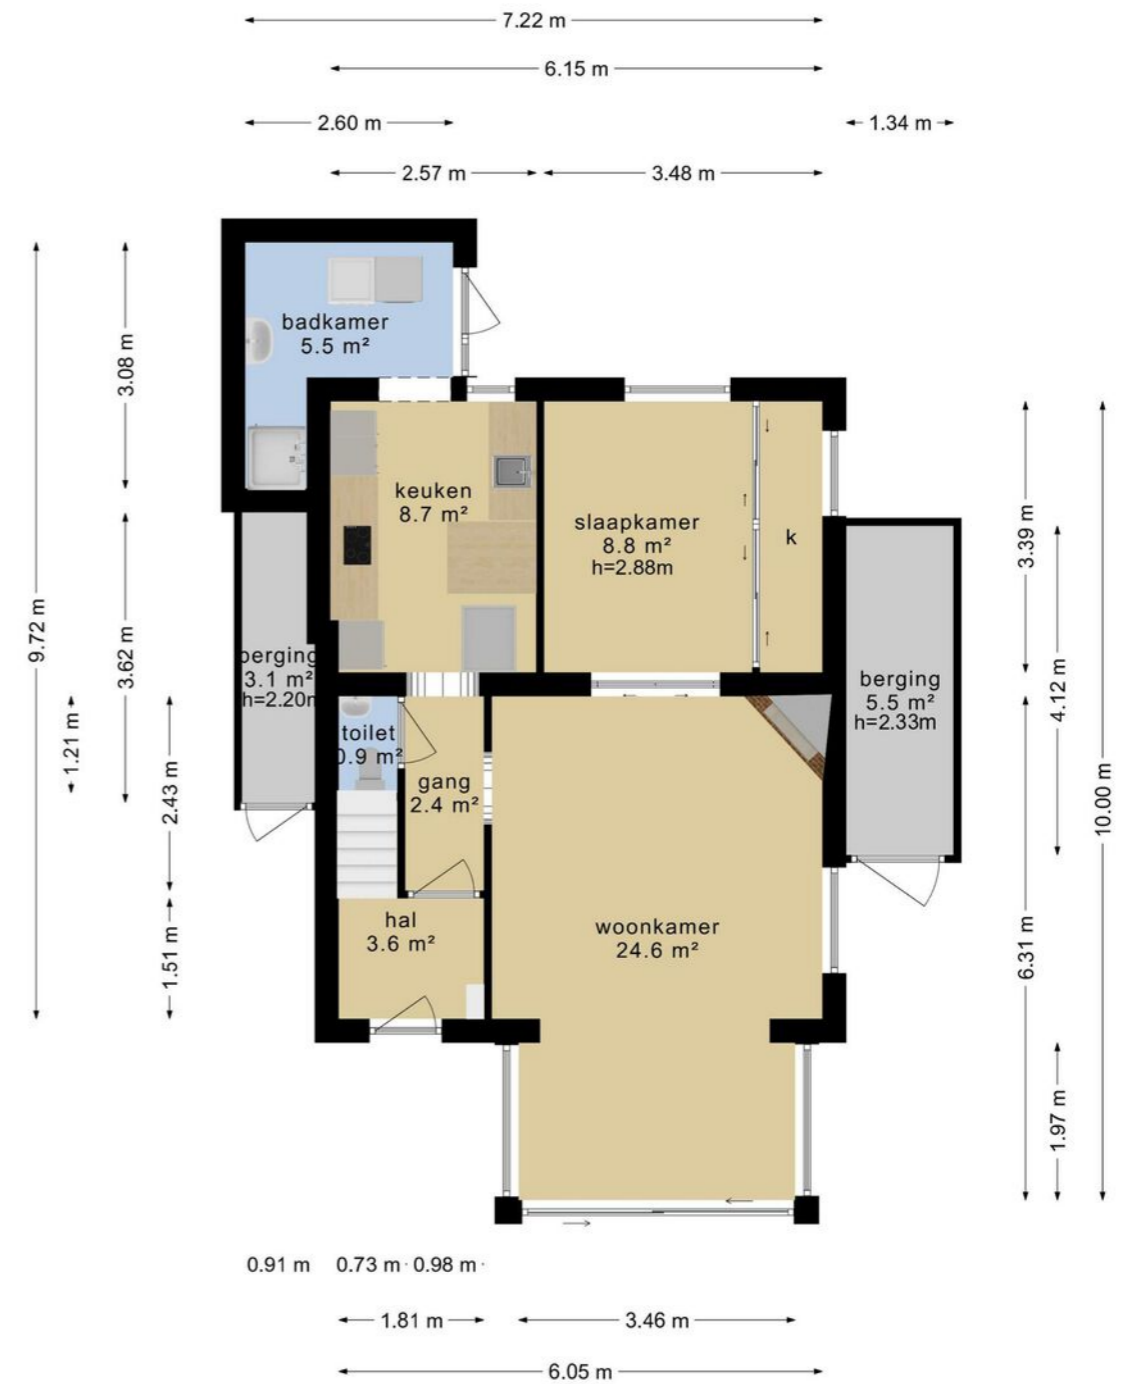 7.22 m
6.15 m
2.60 m
1.34 m
2.57 m
3.48 m
badkamer
5.5 m²
3.08 m
keuken
8.7 m²
slaapkamer
8.8 m²
h=2.88m
k
3.39 m
9.72 m
3.62 m
berging
3.1 m²
h=2.20m
berging
5.5 m²
h=2.33m
4.12 m
1.21 m
toilet
0.9 m²
gang
2.4 m²
2.43 m
10.00 m
hal
3.6 m²
woonkamer
24.6 m²
1.51 m
6.31 m
1.97 m
0.91 m
0.73 m
0.98 m
1.81 m
3.46 m
6.05 m